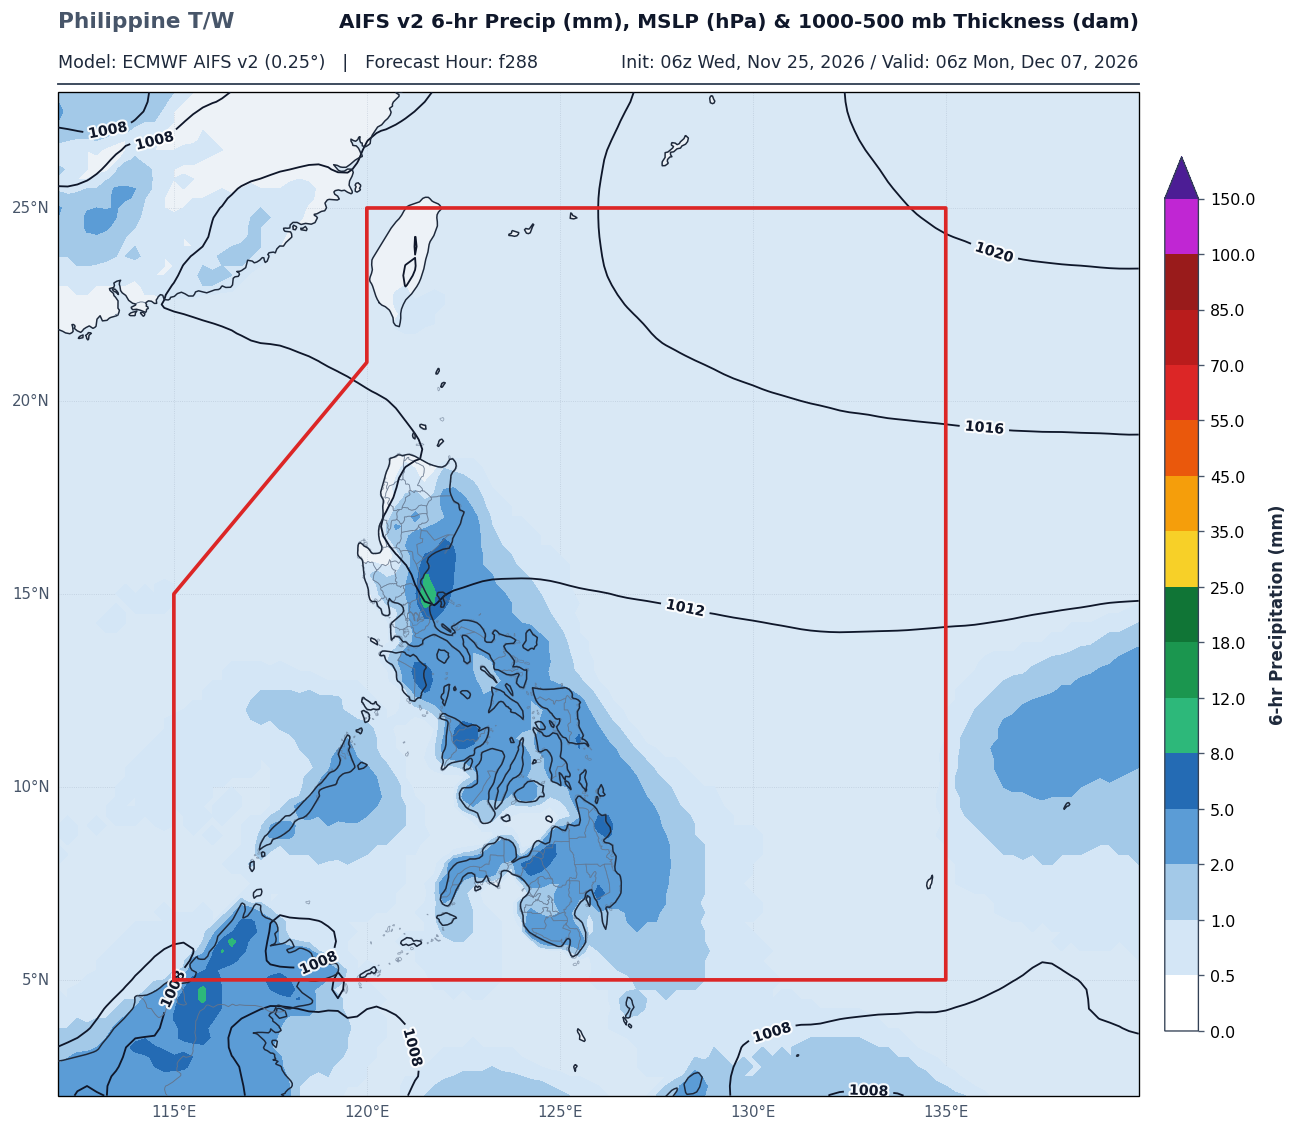 Philippine T/W
AIFS v2 6-hr Precip (mm), MSLP (hPa) & 1000-500 mb Thickness (dam)
Model: ECMWF AIFS v2 (0.25°) | Forecast Hour: f288
Init: 06z Wed, Nov 25, 2026 / Valid: 06z Mon, Dec 07, 2026
1008
1008
1020
1016
1012
1008
1008
1008
1008
1008
25°N
20°N
15°N
10°N
5°N
115°E
120°E
125°E
130°E
135°E
150.0
100.0
85.0
70.0
55.0
45.0
35.0
25.0
18.0
12.0
8.0
5.0
2.0
1.0
0.5
0.0
6-hr Precipitation (mm)